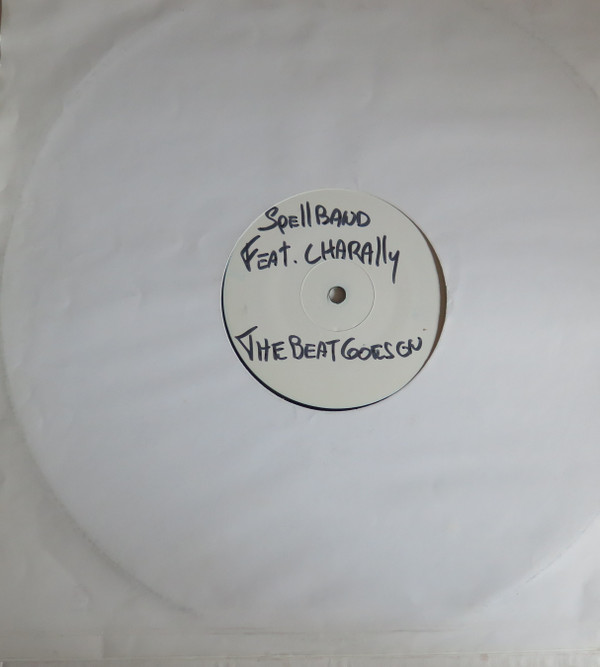 SpellBAND
FEAT. CHARAlly
THE BEAT GOES ON